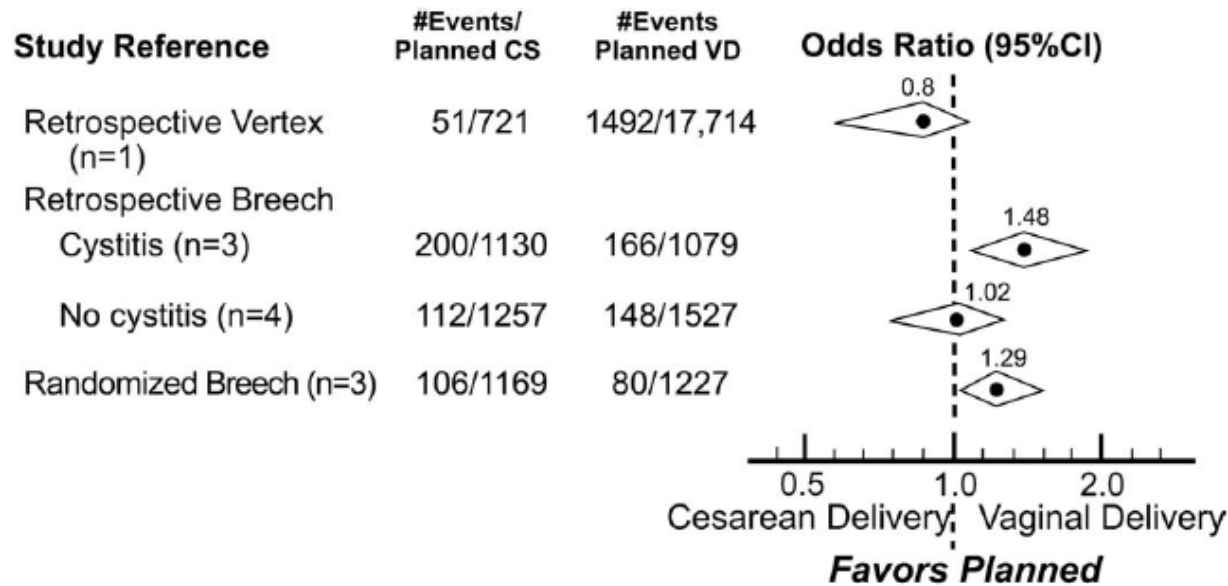 Study Reference #Events/ Planned CS #Events Planned VD Odds Ratio (95%CI)
0.8
Retrospective Vertex 51/721 1492/17,714
(n=1)
Retrospective Breech
1.48
Cystitis (n=3) 200/1130 166/1079
1.02
No cystitis (n=4) 112/1257 148/1527
1.29
Randomized Breech (n=3) 106/1169 80/1227
0.5 1.0 2.0
Cesarean Delivery Vaginal Delivery
Favors Planned